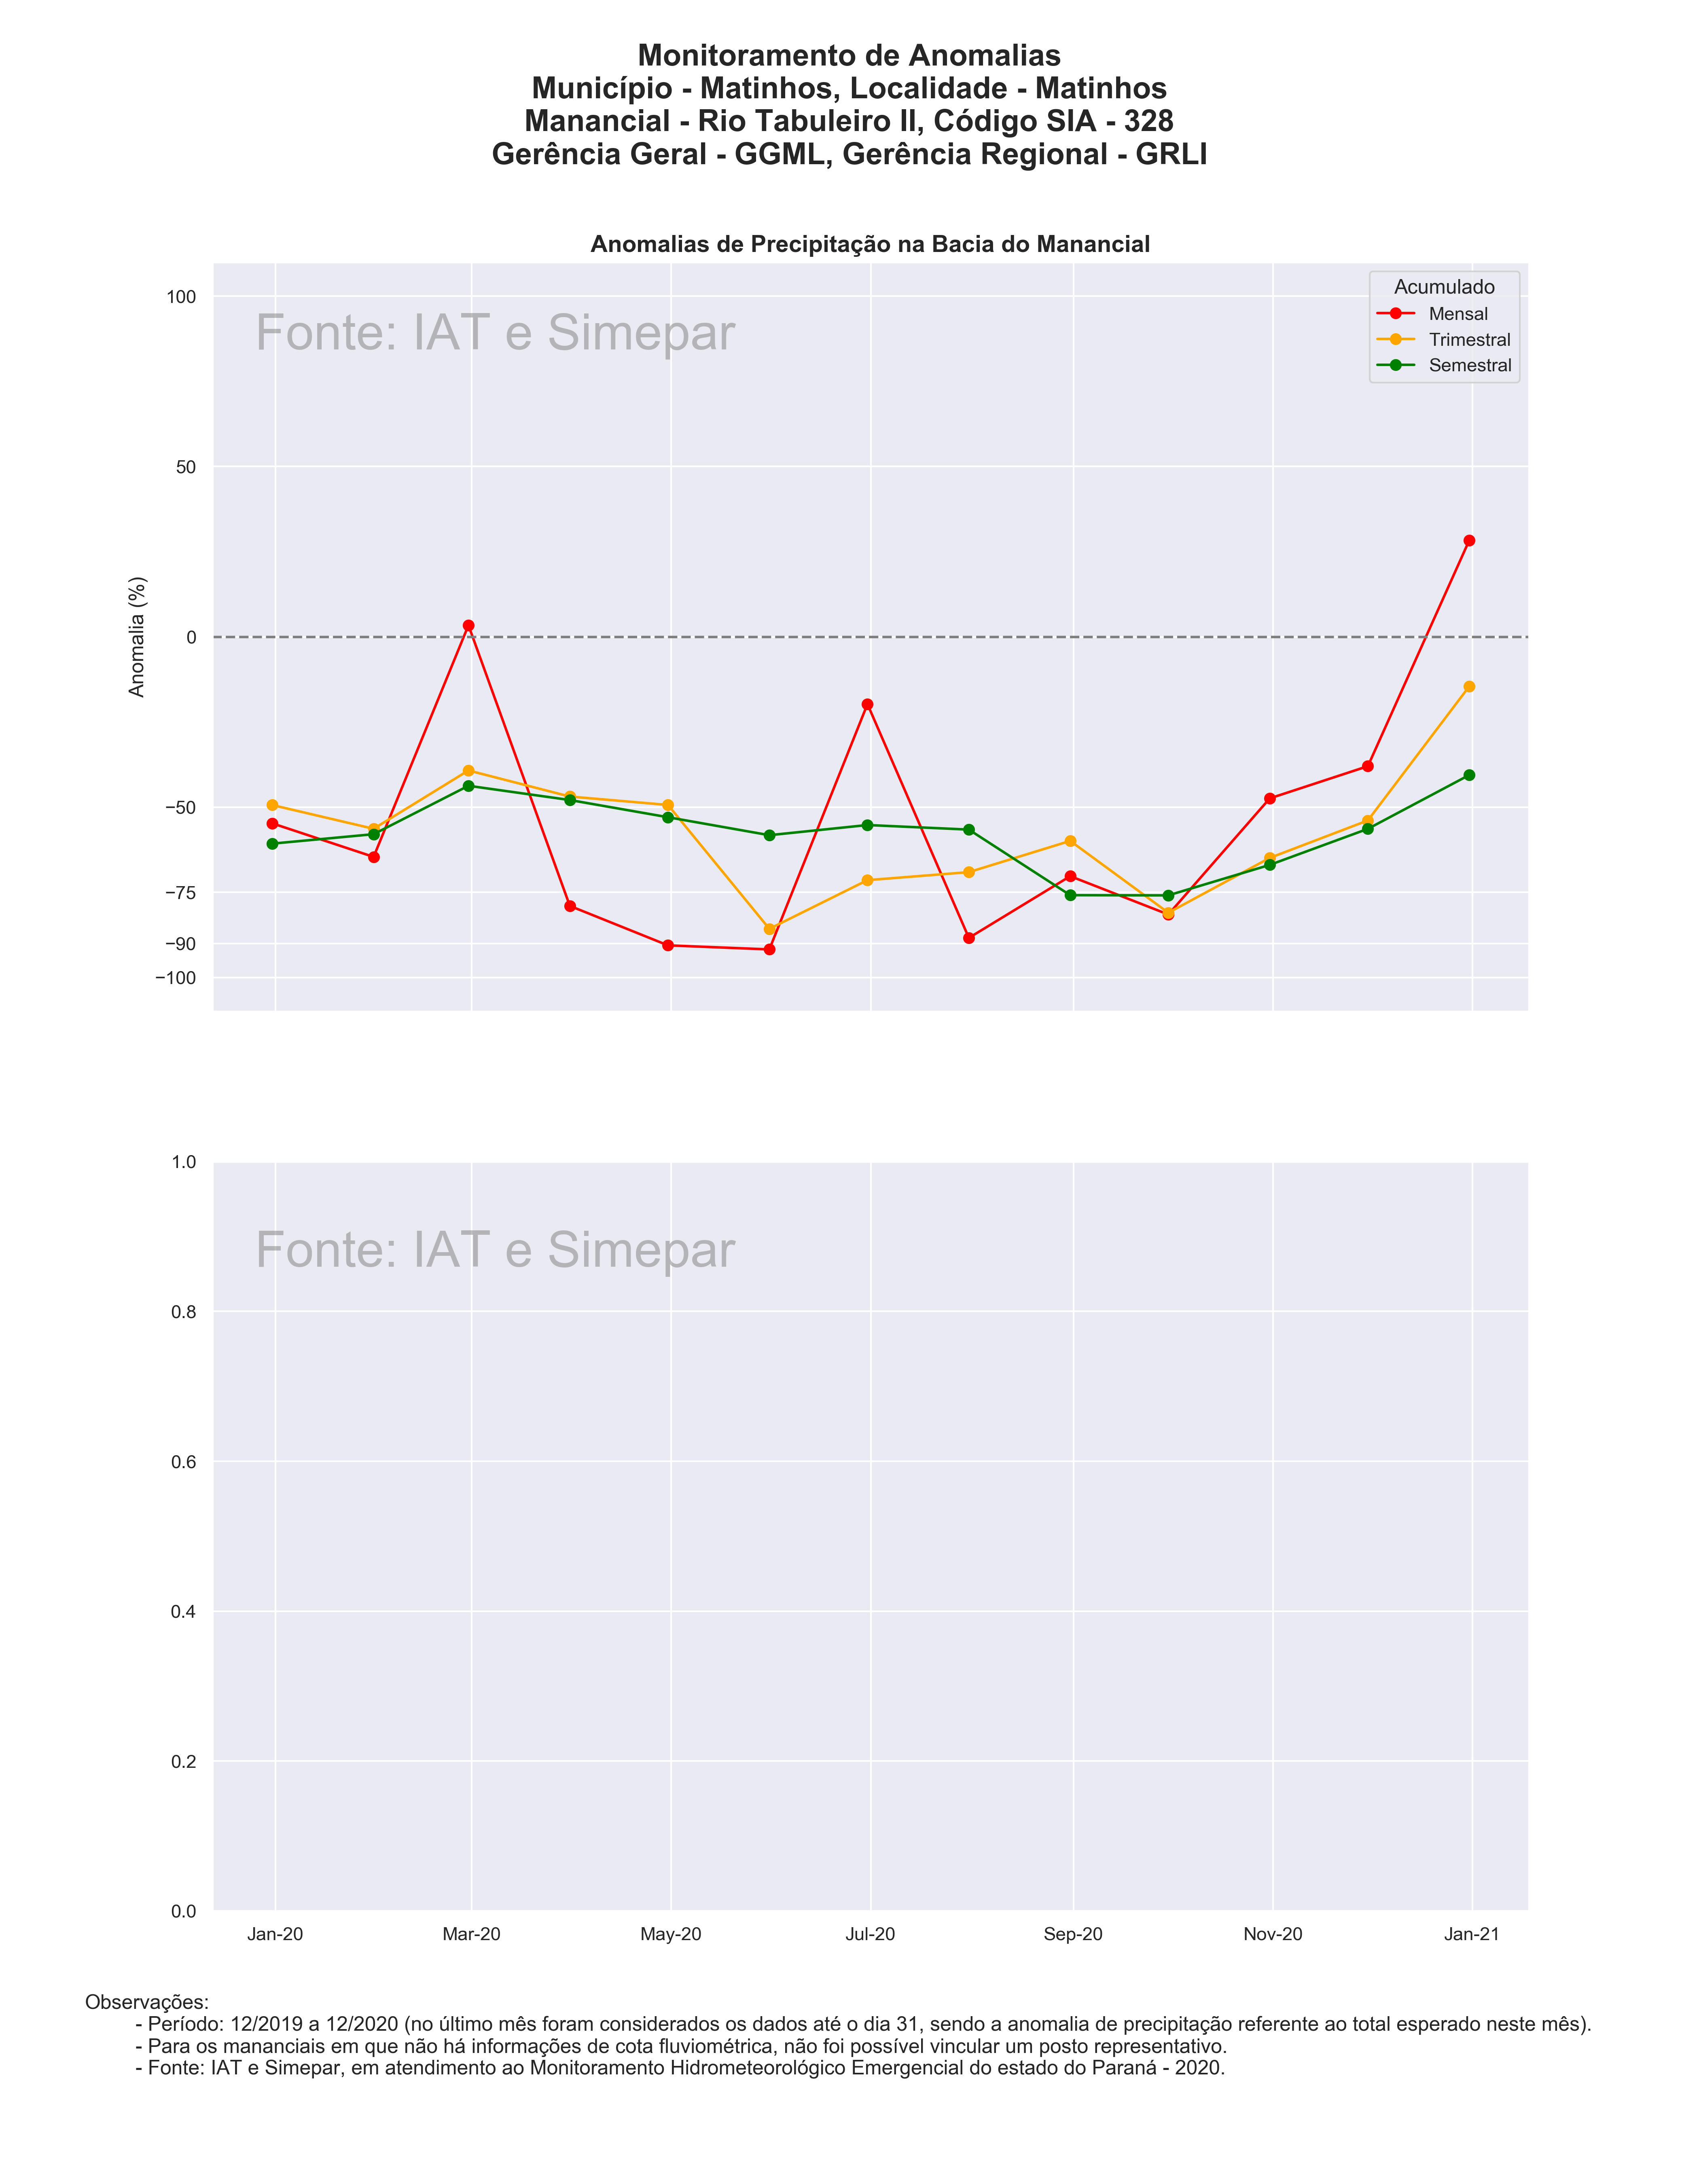 Monitoramento de Anomalias
Município - Matinhos, Localidade - Matinhos
Manancial - Rio Tabuleiro II, Código SIA - 328
Gerência Geral - GGML, Gerência Regional - GRLI
Anomalias de Precipitação na Bacia do Manancial
Fonte: IAT e Simepar
Acumulado
Mensal
Trimestral
Semestral
Anomalia (%)
100
50
0
−50
−75
−90
−100
Fonte: IAT e Simepar
1.0
0.8
0.6
0.4
0.2
0.0
Jan-20 Mar-20 May-20 Jul-20 Sep-20 Nov-20 Jan-21
Observações:
- Período: 12/2019 a 12/2020 (no último mês foram considerados os dados até o dia 31, sendo a anomalia de precipitação referente ao total esperado neste mês).
- Para os mananciais em que não há informações de cota fluviométrica, não foi possível vincular um posto representativo.
- Fonte: IAT e Simepar, em atendimento ao Monitoramento Hidrometeorológico Emergencial do estado do Paraná - 2020.